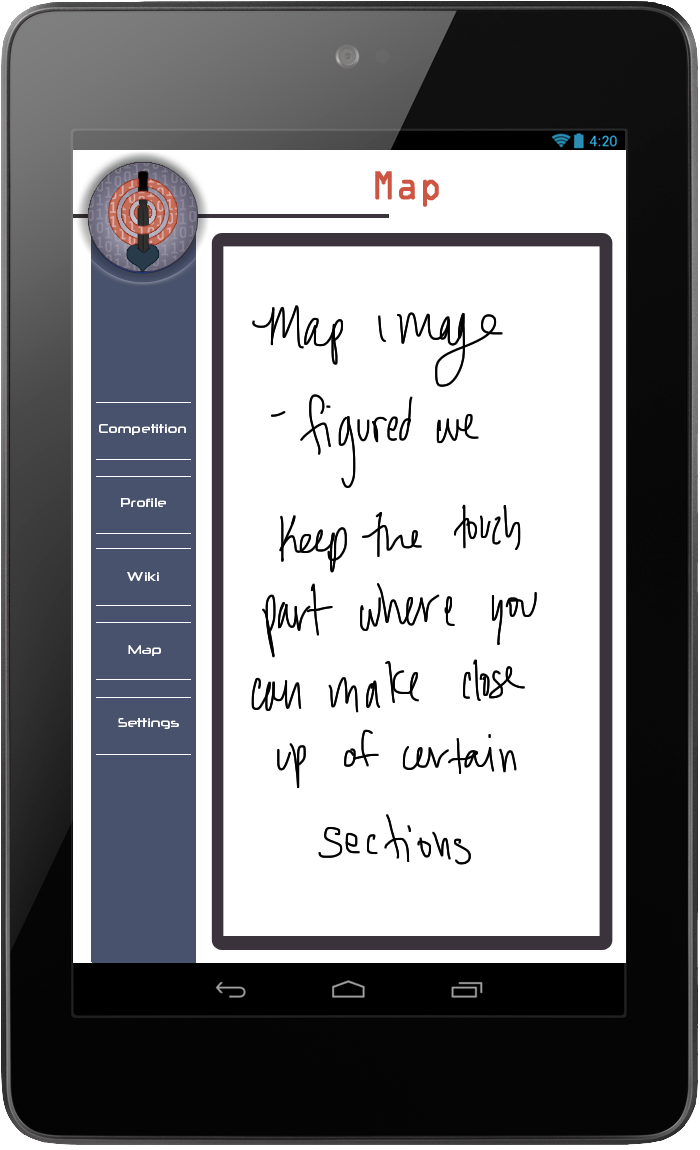 4:20
Map
Competition
Profile
Wiki
Map
Settings
Map image
- figured we
keep the touch
part where you
can make close
up of certain
sections